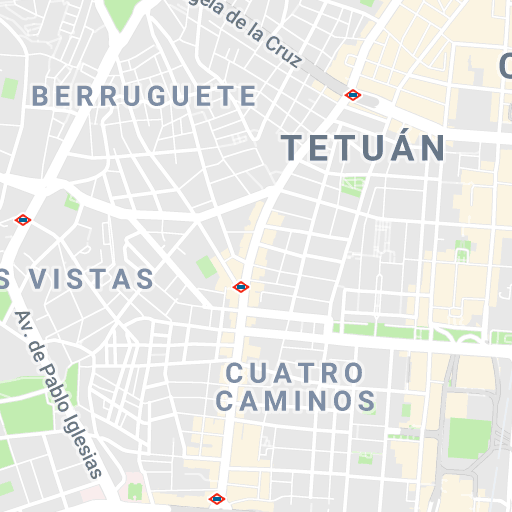 gela de la Cruz
C
BERRUGUETE
TETUÁN
S VISTAS
Av. de Pablo Iglesias
CUATRO
CAMINOS